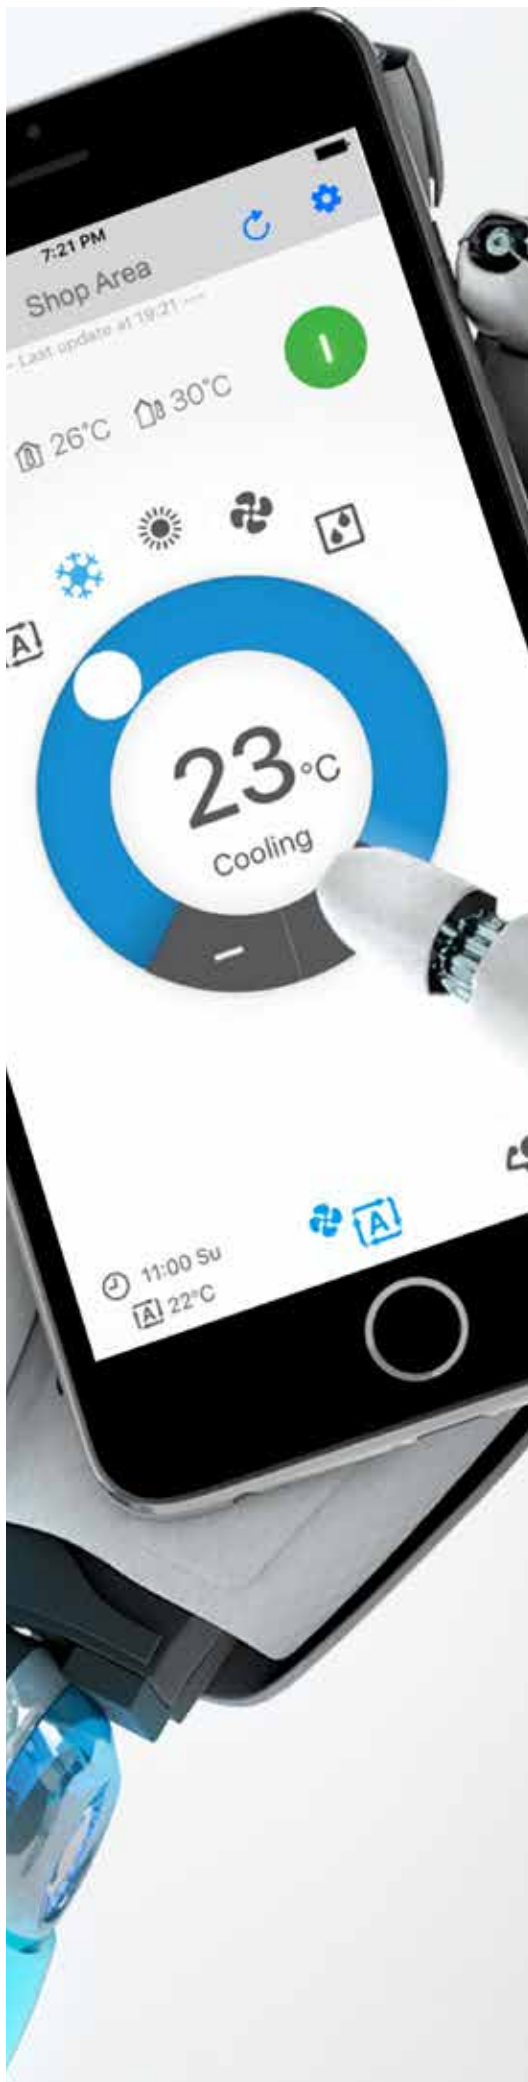 7:21 PM
Shop Area
- Last update at 19:21 ---
26°C 30°C
A
23°C
Cooling
A
11:00 Su
A 22°C